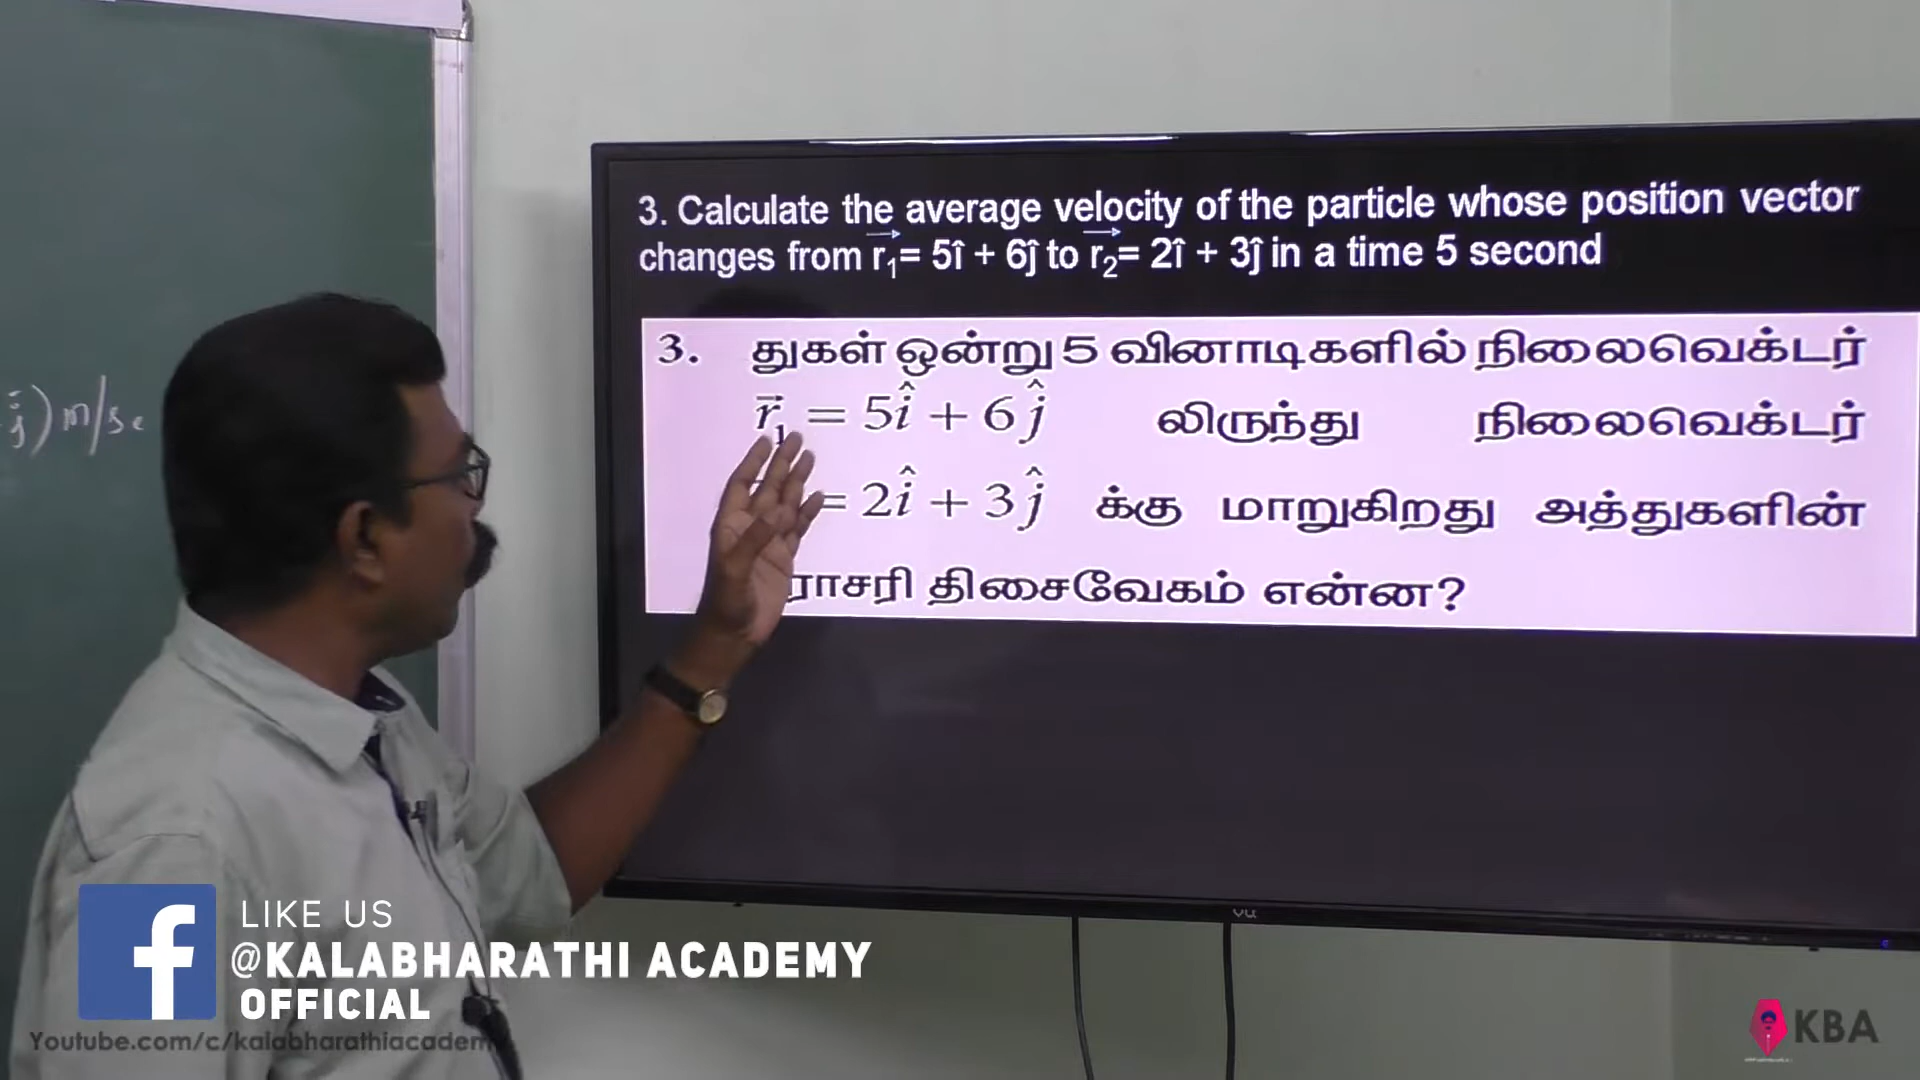 j) m/sc
3. Calculate the average velocity of the particle whose position vector
changes from r₁= 5î + 6ĵ to r₂= 2î + 3ĵ in a time 5 second
3. துகள் ஒன்று 5 வினாடிகளில் நிலைவெக்டர்
r⃗₁ = 5î + 6ĵ லிருந்து நிலைவெக்டர்
= 2î + 3ĵ க்கு மாறுகிறது அத்துகளின்
ராசரி திசைவேகம் என்ன?
LIKE US
@KALABHARATHI ACADEMY
OFFICIAL
Youtube.com/c/kalabharathiacadem
KBA